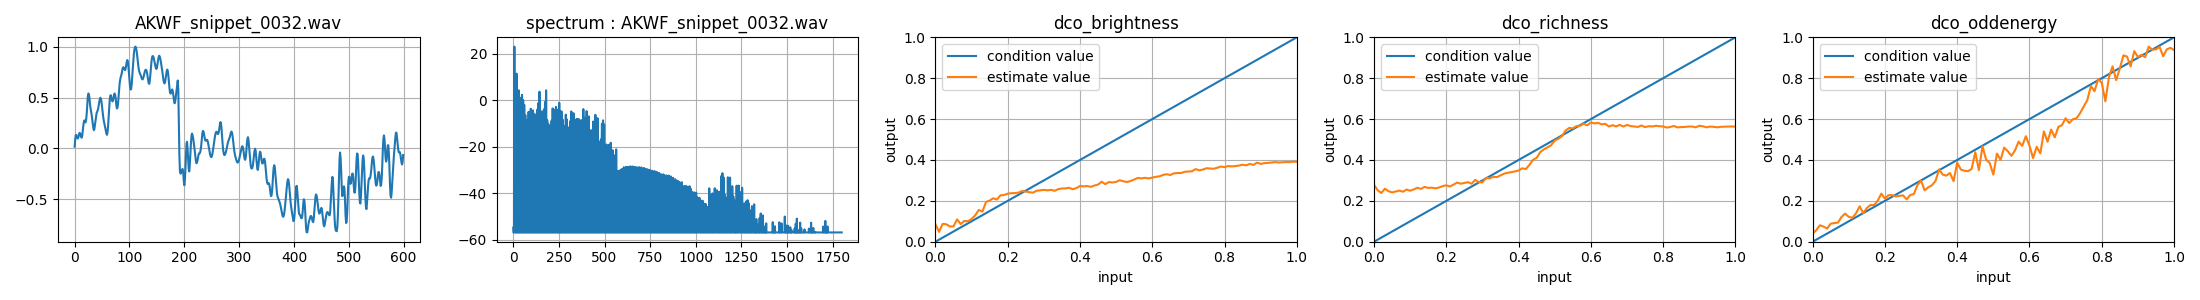 AKWF_snippet_0032.wav
1.0
0.5
0.0
−0.5
0 100 200 300 400 500 600
spectrum : AKWF_snippet_0032.wav
20
0
−20
−40
−60
0 250 500 750 1000 1250 1500 1750
dco_brightness
condition value
estimate value
output
1.0
0.8
0.6
0.4
0.2
0.0
0.0 0.2 0.4 0.6 0.8 1.0
input
dco_richness
condition value
estimate value
output
1.0
0.8
0.6
0.4
0.2
0.0
0.0 0.2 0.4 0.6 0.8 1.0
input
dco_oddenergy
condition value
estimate value
output
1.0
0.8
0.6
0.4
0.2
0.0
0.0 0.2 0.4 0.6 0.8 1.0
input